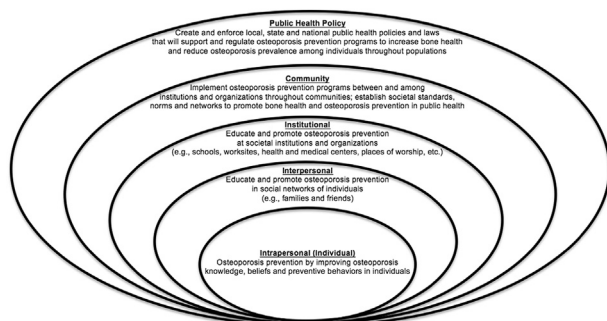 Public Health Policy
Create and enforce local, state and national public health policies and laws
that will support and regulate osteoporosis prevention programs to increase bone health
and reduce osteoporosis prevalence among individuals throughout populations
Community
Implement osteoporosis prevention programs between and among
institutions and organizations throughout communities; establish societal standards,
norms and networks to promote bone health and osteoporosis prevention in public health
Institutional
Educate and promote osteoporosis prevention
at societal institutions and organizations
(e.g., schools, worksites, health and medical centers, places of worship, etc.)
Interpersonal
Educate and promote osteoporosis prevention
in social networks of individuals
(e.g., families and friends)
Intrapersonal (Individual)
Osteoporosis prevention by improving osteoporosis
knowledge, beliefs and preventive behaviors in individuals